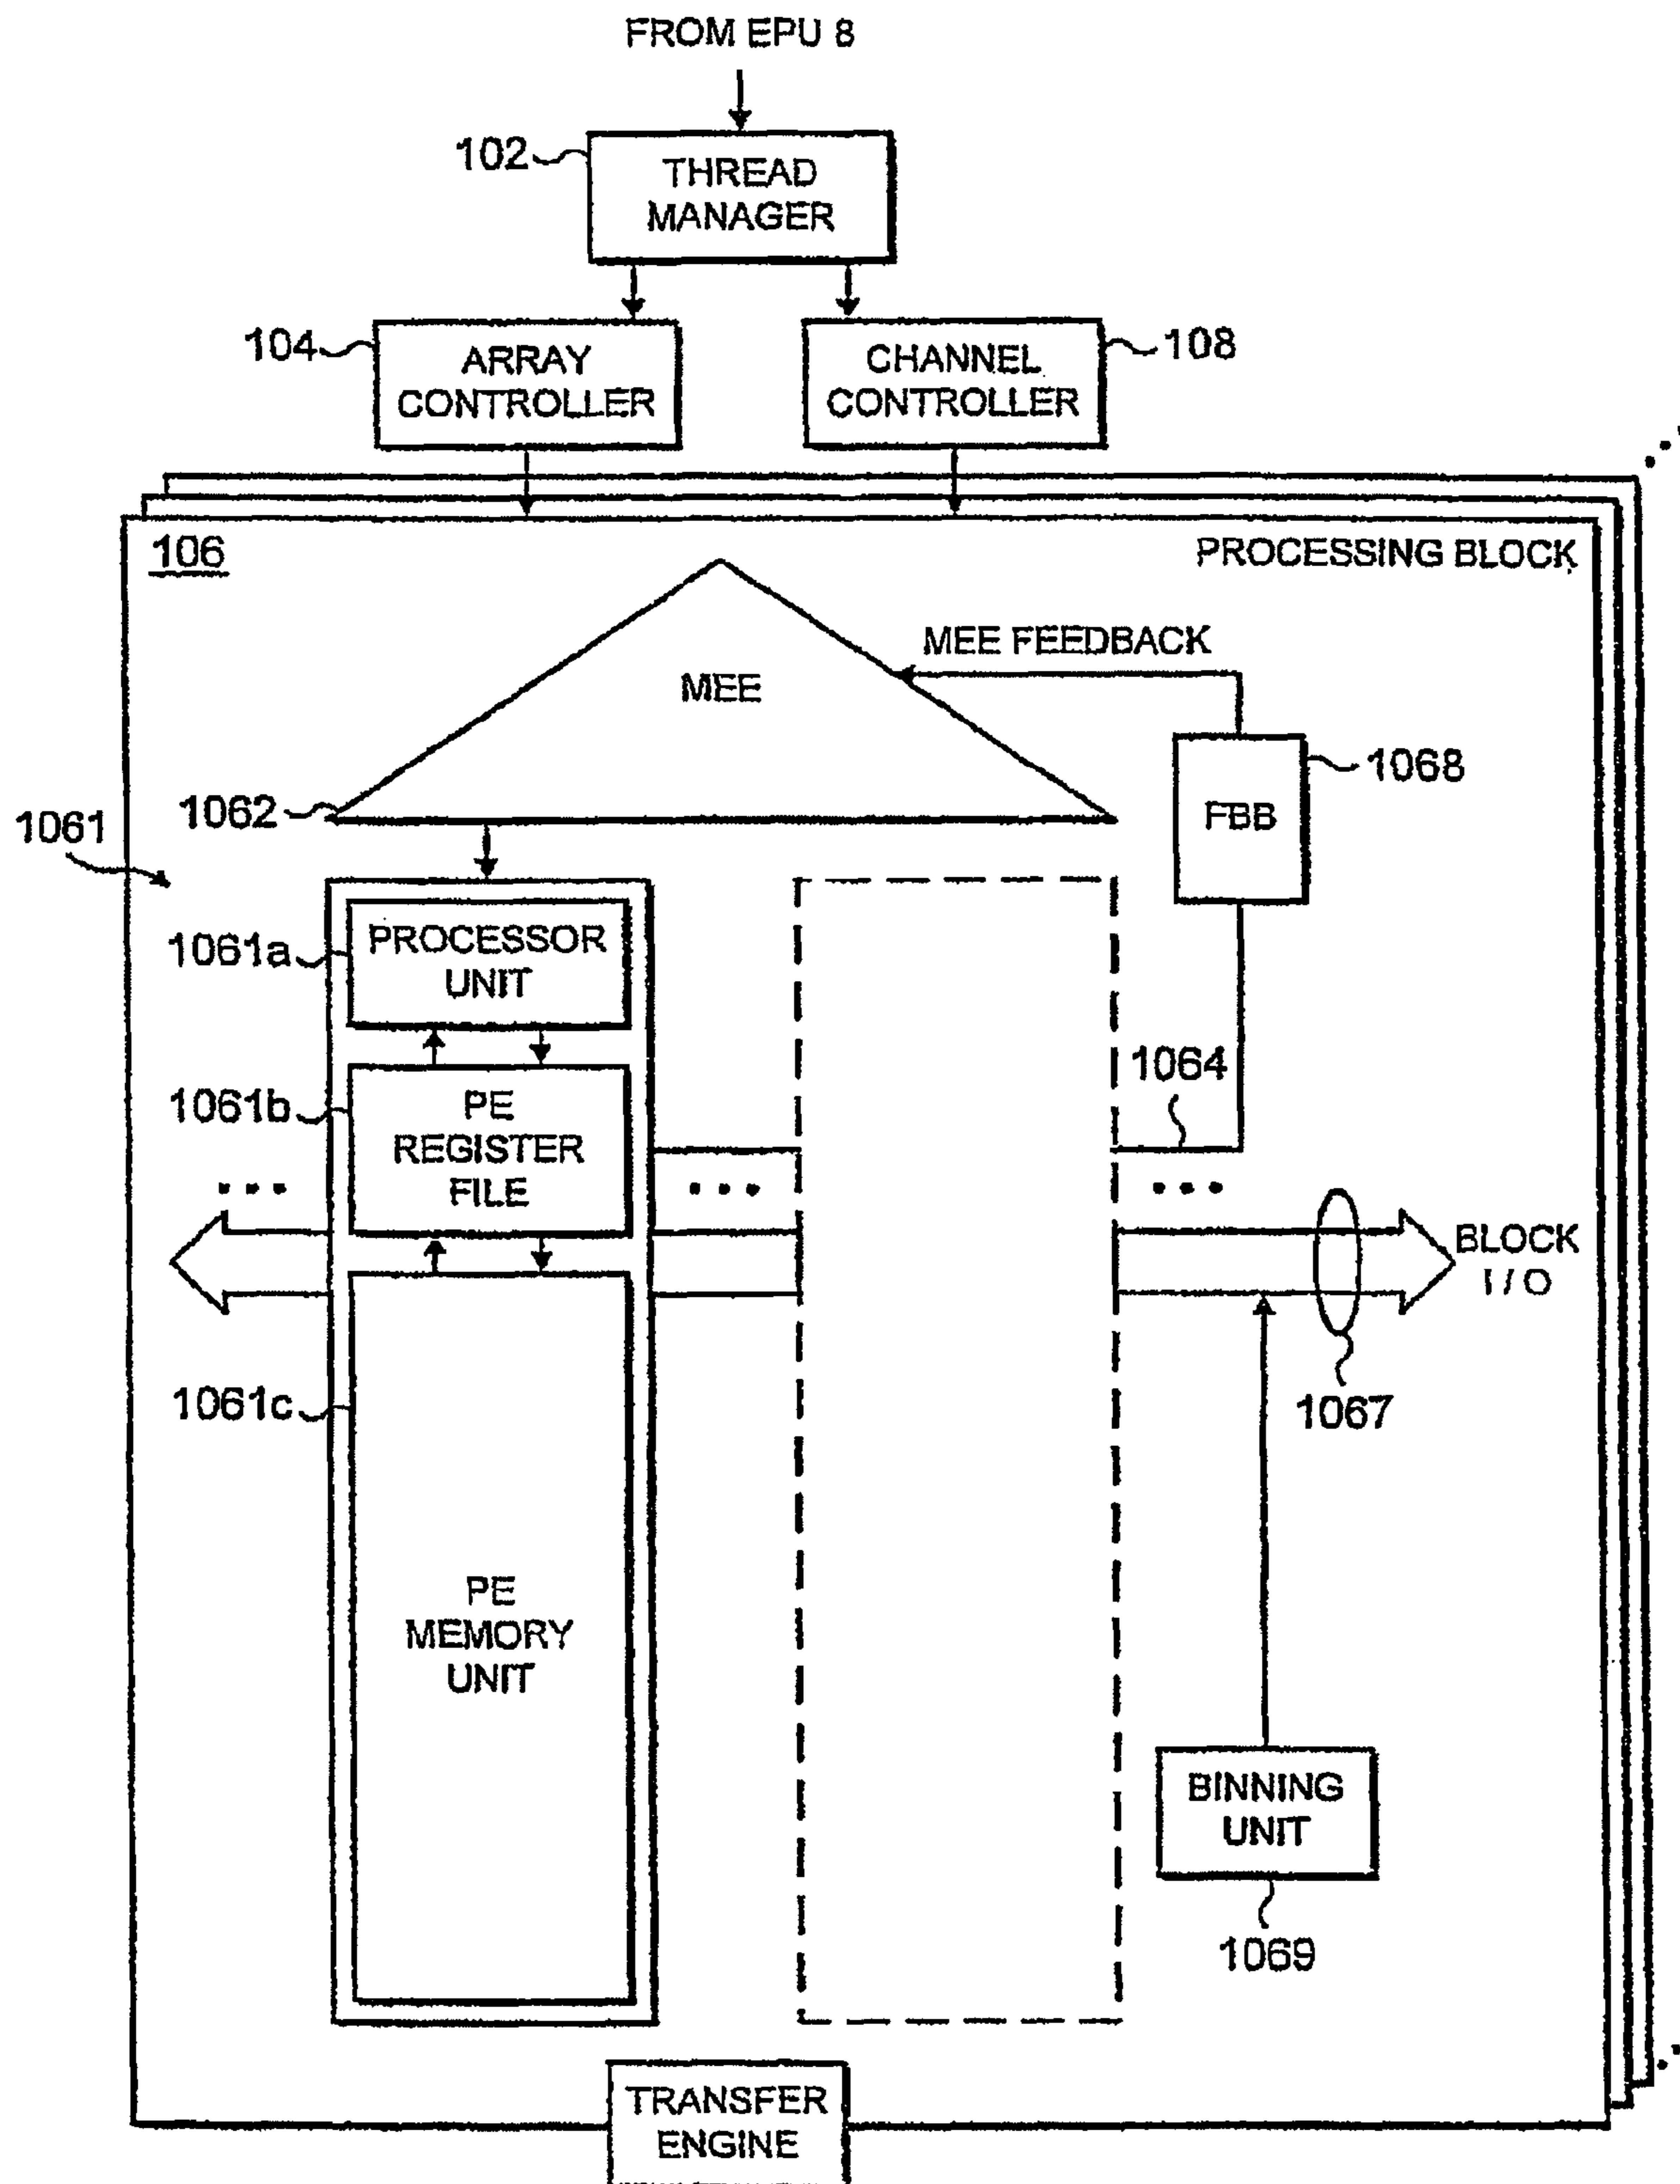 FROM EPU 8
102
THREAD
MANAGER
104
ARRAY
CONTROLLER
CHANNEL
CONTROLLER
108
106
PROCESSING BLOCK
MEE FEEDBACK
MEE
1068
FBB
1062
1061
1061a
PROCESSOR
UNIT
1064
1061b
PE
REGISTER
FILE
BLOCK
I/O
1061c
1067
PE
MEMORY
UNIT
BINNING
UNIT
1069
TRANSFER
ENGINE